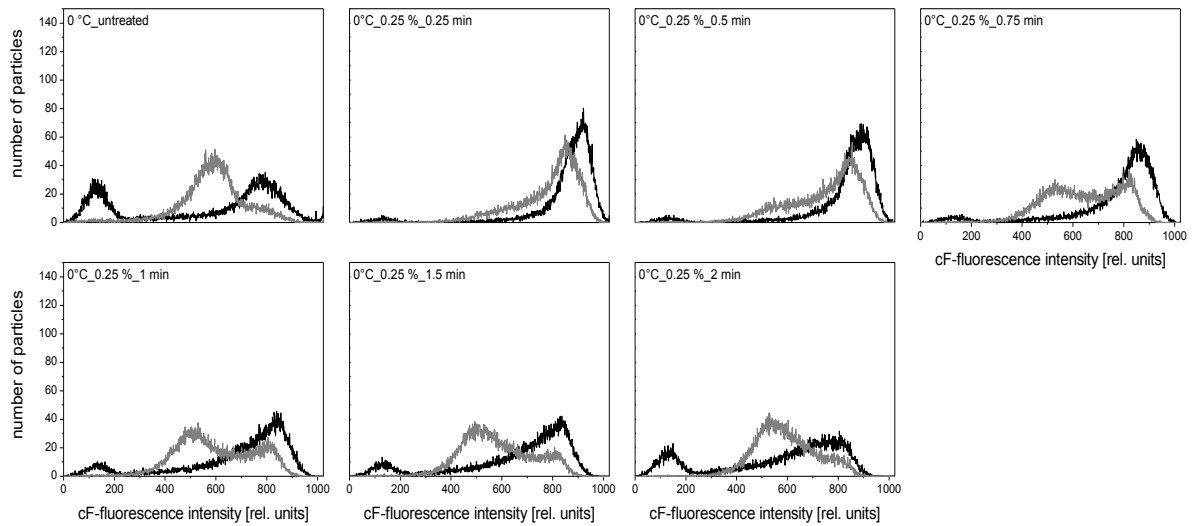 0 °C_untreated
0°C_0.25 %_0.25 min
0°C_0.25 %_0.5 min
0°C_0.25 %_0.75 min
number of particles
140
120
100
80
60
40
20
0
0 200 400 600 800 1000
cF-fluorescence intensity [rel. units]
0°C_0.25 %_1 min
0°C_0.25 %_1.5 min
0°C_0.25 %_2 min
number of particles
140
120
100
80
60
40
20
0
0 200 400 600 800 1000
0 200 400 600 800 1000
0 200 400 600 800 1000
cF-fluorescence intensity [rel. units]
cF-fluorescence intensity [rel. units]
cF-fluorescence intensity [rel. units]